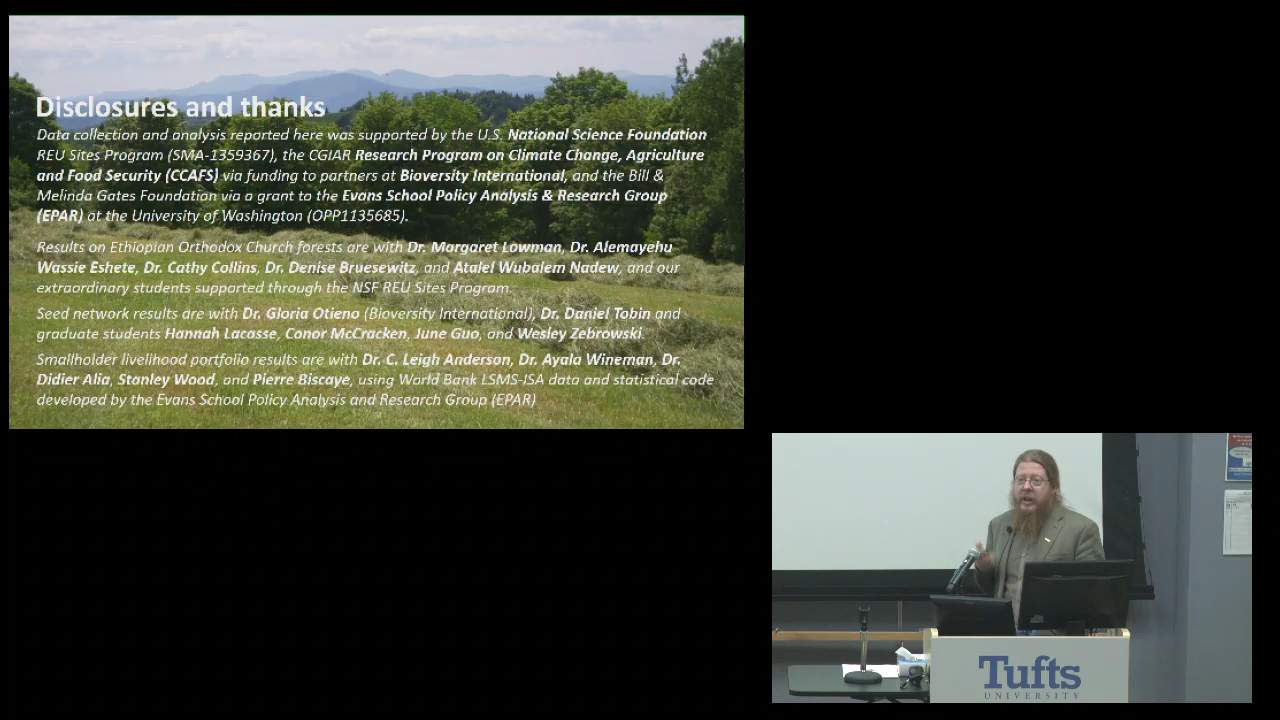 Disclosures and thanks
Data collection and analysis reported here was supported by the U.S. National Science Foundation
REU Sites Program (SMA-1359367), the CGIAR Research Program on Climate Change, Agriculture
and Food Security (CCAFS) via funding to partners at Bioversity International, and the Bill &
Melinda Gates Foundation via a grant to the Evans School Policy Analysis & Research Group
(EPAR) at the University of Washington (OPP1135685).
Results on Ethiopian Orthodox Church forests are with Dr. Margaret Lowman, Dr. Alemayehu
Wassie Eshete, Dr. Cathy Collins, Dr. Denise Bruesewitz, and Atalel Wubalem Nadew, and our
extraordinary students supported through the NSF REU Sites Program.
Seed network results are with Dr. Gloria Otieno (Bioversity International), Dr. Daniel Tobin and
graduate students Hannah Lacasse, Conor McCracken, June Guo, and Wesley Zebrowski.
Smallholder livelihood portfolio results are with Dr. C. Leigh Anderson, Dr. Ayala Wineman, Dr.
Didier Alia, Stanley Wood, and Pierre Biscaye, using World Bank LSMS-ISA data and statistical code
developed by the Evans School Policy Analysis and Research Group (EPAR)
Tufts
UNIVERSITY